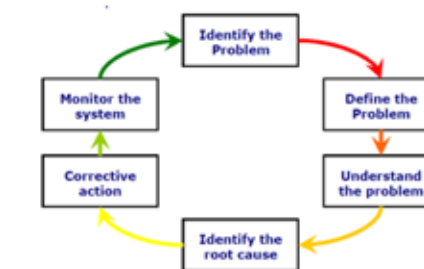 Identify the
Problem
Define the
Problem
Understand
the problem
Identify the
root cause
Corrective
action
Monitor the
system